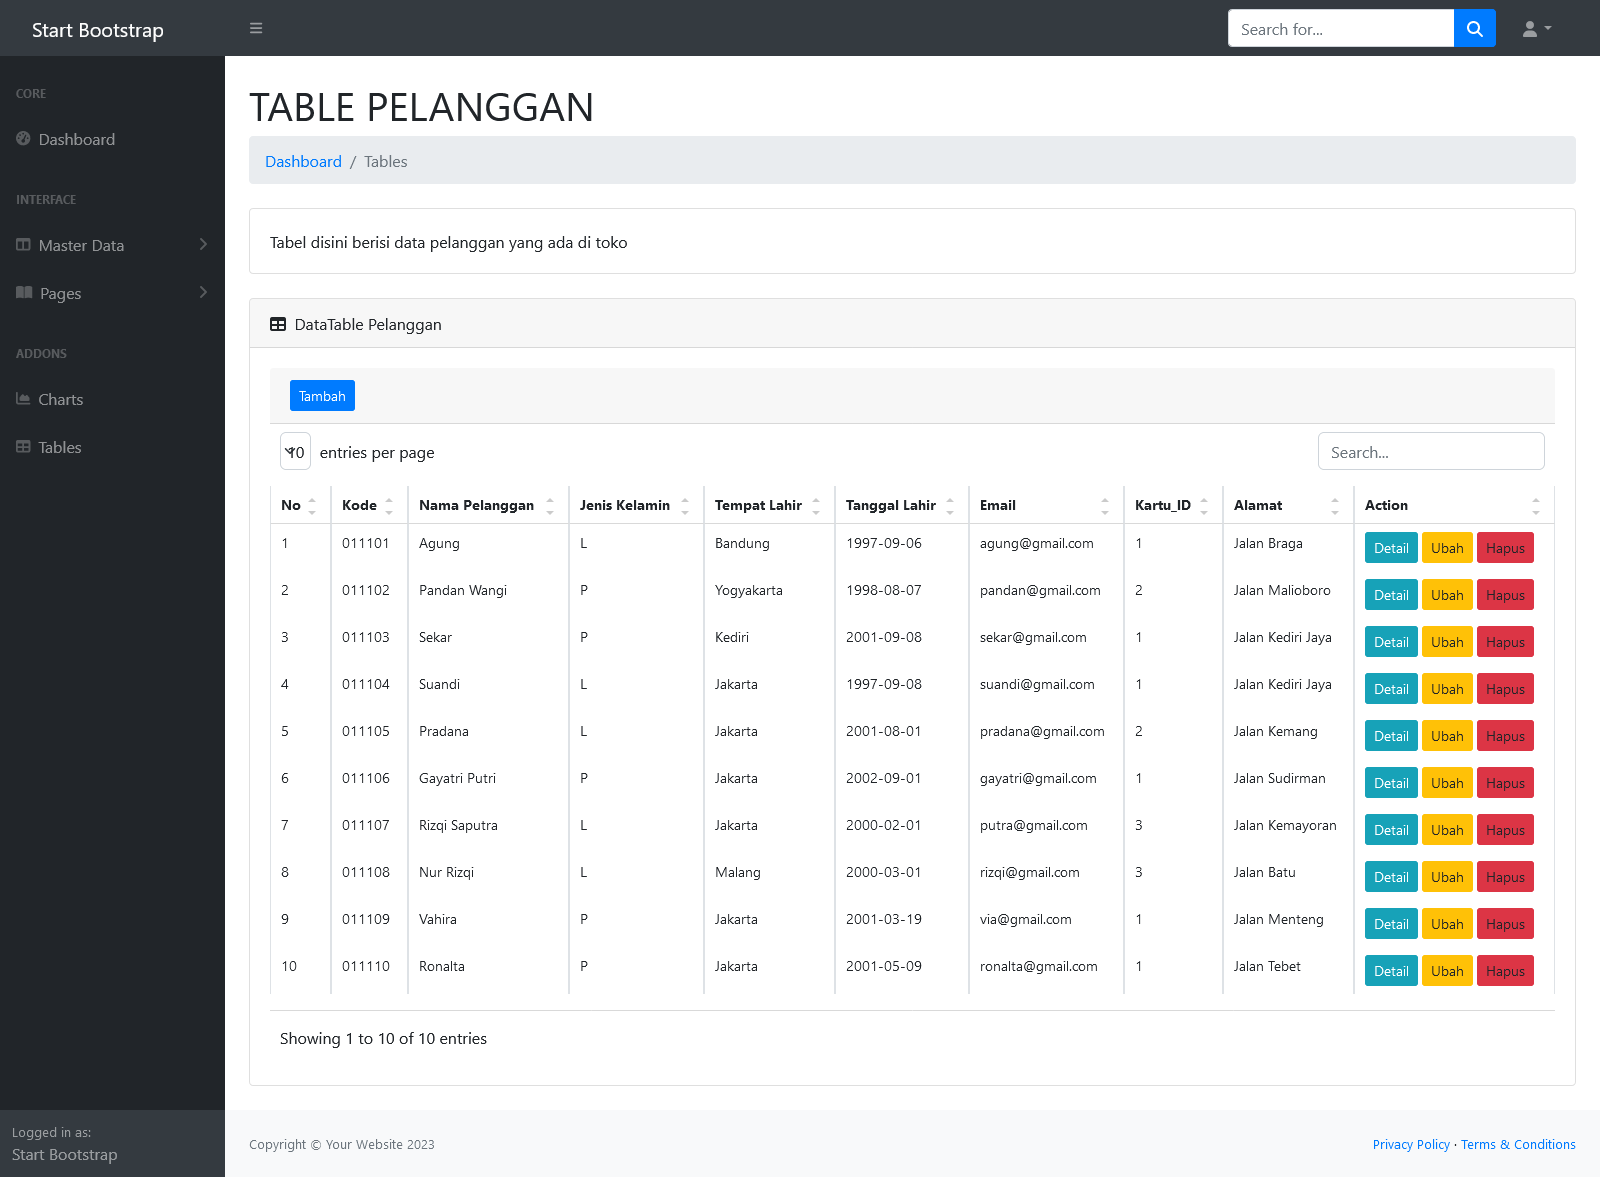 Start Bootstrap
Search for...
CORE
Dashboard
INTERFACE
Master Data
Pages
ADDONS
Charts
Tables
Logged in as:
Start Bootstrap
TABLE PELANGGAN
Dashboard / Tables
Tabel disini berisi data pelanggan yang ada di toko
DataTable Pelanggan
Tambah
10 entries per page
Search...
No Kode Nama Pelanggan Jenis Kelamin Tempat Lahir Tanggal Lahir Email Kartu_ID Alamat Action
1 011101 Agung L Bandung 1997-09-06 agung@gmail.com 1 Jalan Braga Detail Ubah Hapus
2 011102 Pandan Wangi P Yogyakarta 1998-08-07 pandan@gmail.com 2 Jalan Malioboro Detail Ubah Hapus
3 011103 Sekar P Kediri 2001-09-08 sekar@gmail.com 1 Jalan Kediri Jaya Detail Ubah Hapus
4 011104 Suandi L Jakarta 1997-09-08 suandi@gmail.com 1 Jalan Kediri Jaya Detail Ubah Hapus
5 011105 Pradana L Jakarta 2001-08-01 pradana@gmail.com 2 Jalan Kemang Detail Ubah Hapus
6 011106 Gayatri Putri P Jakarta 2002-09-01 gayatri@gmail.com 1 Jalan Sudirman Detail Ubah Hapus
7 011107 Rizqi Saputra L Jakarta 2000-02-01 putra@gmail.com 3 Jalan Kemayoran Detail Ubah Hapus
8 011108 Nur Rizqi L Malang 2000-03-01 rizqi@gmail.com 3 Jalan Batu Detail Ubah Hapus
9 011109 Vahira P Jakarta 2001-03-19 via@gmail.com 1 Jalan Menteng Detail Ubah Hapus
10 011110 Ronalta P Jakarta 2001-05-09 ronalta@gmail.com 1 Jalan Tebet Detail Ubah Hapus
Showing 1 to 10 of 10 entries
Copyright © Your Website 2023
Privacy Policy · Terms & Conditions